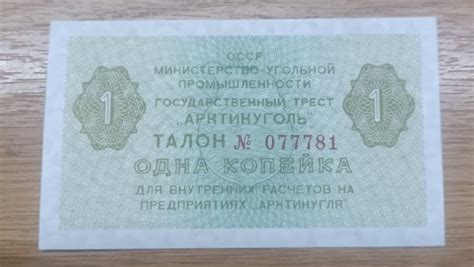 СССР
МИНИСТЕРСТВО УГОЛЬНОЙ
ПРОМЫШЛЕННОСТИ
ГОСУДАРСТВЕННЫЙ ТРЕСТ
„АРКТИКУГОЛЬ"
1 ТАЛОН № 077781 1
ОДНА КОПЕЙКА
ДЛЯ ВНУТРЕННИХ РАСЧЕТОВ НА
ПРЕДПРИЯТИЯХ „АРКТИКУГЛЯ"